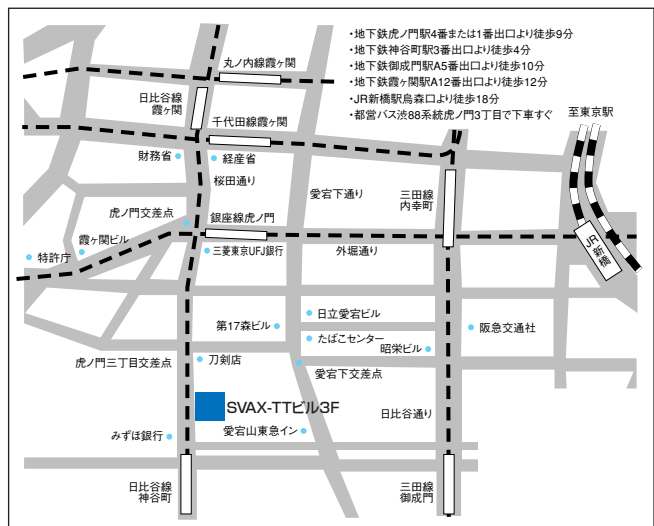 ・地下鉄虎ノ門駅4番または1番出口より徒歩9分
・地下鉄神谷町駅3番出口より徒歩4分
・地下鉄御成門駅A5番出口より徒歩10分
・地下鉄霞ヶ関駅A12番出口より徒歩12分
・JR新橋駅烏森口より徒歩18分
・都営バス渋88系統虎ノ門3丁目で下車すぐ
丸ノ内線霞ヶ関
日比谷線
霞ヶ関
千代田線霞ヶ関
至東京駅
財務省
経産省
桜田通り
愛宕下通り
三田線
内幸町
虎ノ門交差点
銀座線虎ノ門
霞ヶ関ビル
特許庁
三菱東京UFJ銀行
外堀通り
JR新橋
第17森ビル
日立愛宕ビル
たばこセンター
昭栄ビル
阪急交通社
虎ノ門三丁目交差点
刀剣店
愛宕下交差点
SVAX-TTビル3F
日比谷通り
みずほ銀行
愛宕山東急イン
日比谷線
神谷町
三田線
御成門